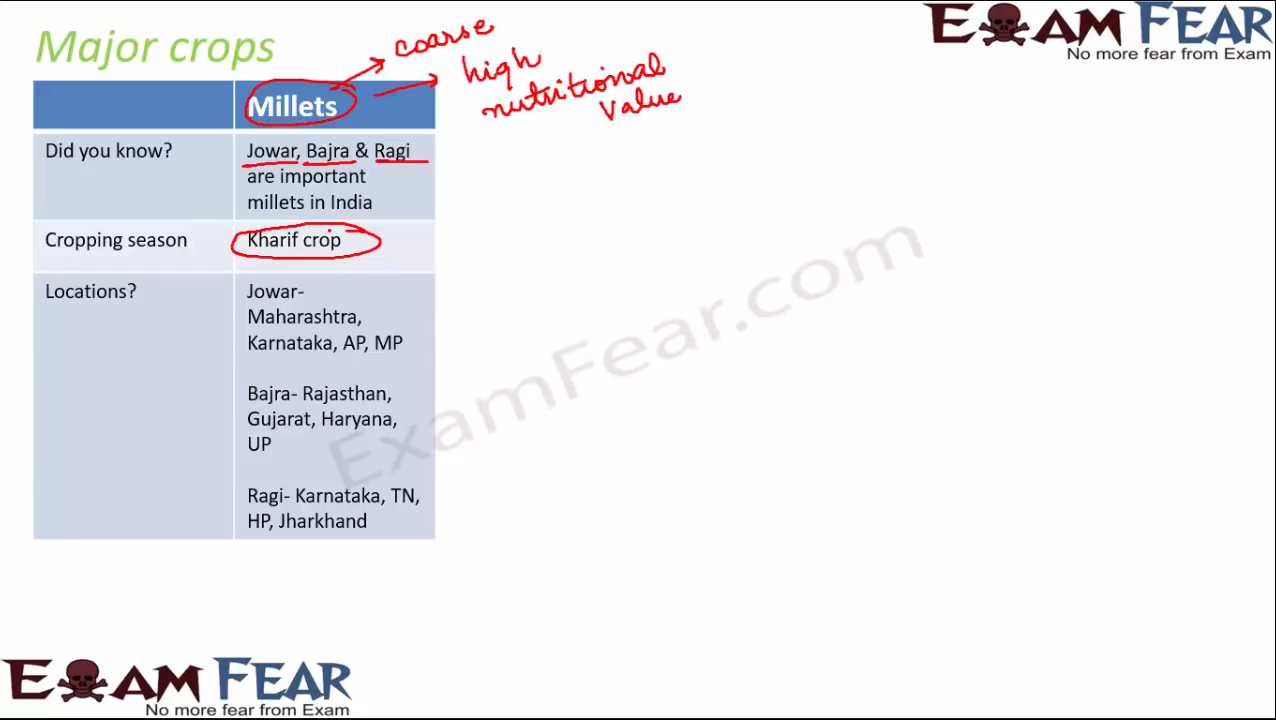 Major crops
EXAM FEAR
No more fear from Exam
coarse
high
nutritional
value
Millets
Did you know?
Jowar, Bajra & Ragi
are important
millets in India
Cropping season
Kharif crop
Locations?
Jowar-
Maharashtra,
Karnataka, AP, MP
Bajra- Rajasthan,
Gujarat, Haryana,
UP
Ragi- Karnataka, TN,
HP, Jharkhand
ExamFear.com
EXAM FEAR
No more fear from Exam